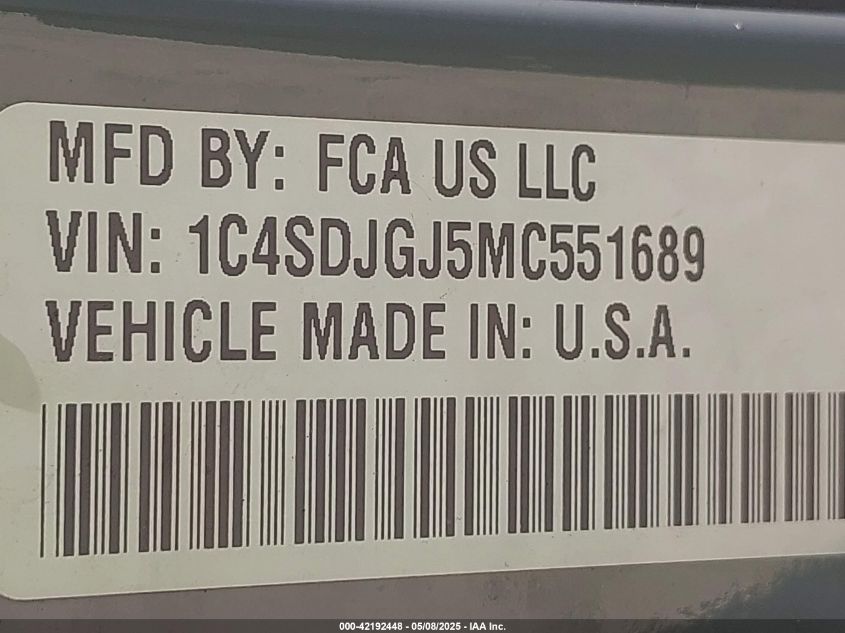 MFD BY: FCA US LLC
VIN: 1C4SDJGJ5MC551689
VEHICLE MADE IN: U.S.A.
000-42192448 - 05/08/2025 - IAA Inc.